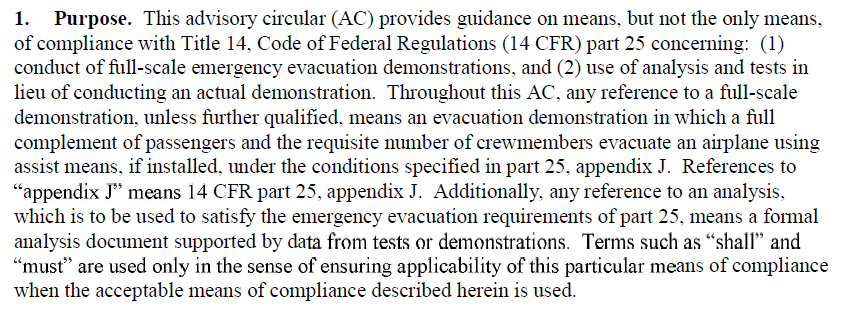 1. Purpose. This advisory circular (AC) provides guidance on means, but not the only means,
of compliance with Title 14, Code of Federal Regulations (14 CFR) part 25 concerning: (1)
conduct of full-scale emergency evacuation demonstrations, and (2) use of analysis and tests in
lieu of conducting an actual demonstration. Throughout this AC, any reference to a full-scale
demonstration, unless further qualified, means an evacuation demonstration in which a full
complement of passengers and the requisite number of crewmembers evacuate an airplane using
assist means, if installed, under the conditions specified in part 25, appendix J. References to
“appendix J” means 14 CFR part 25, appendix J. Additionally, any reference to an analysis,
which is to be used to satisfy the emergency evacuation requirements of part 25, means a formal
analysis document supported by data from tests or demonstrations. Terms such as “shall” and
“must” are used only in the sense of ensuring applicability of this particular means of compliance
when the acceptable means of compliance described herein is used.